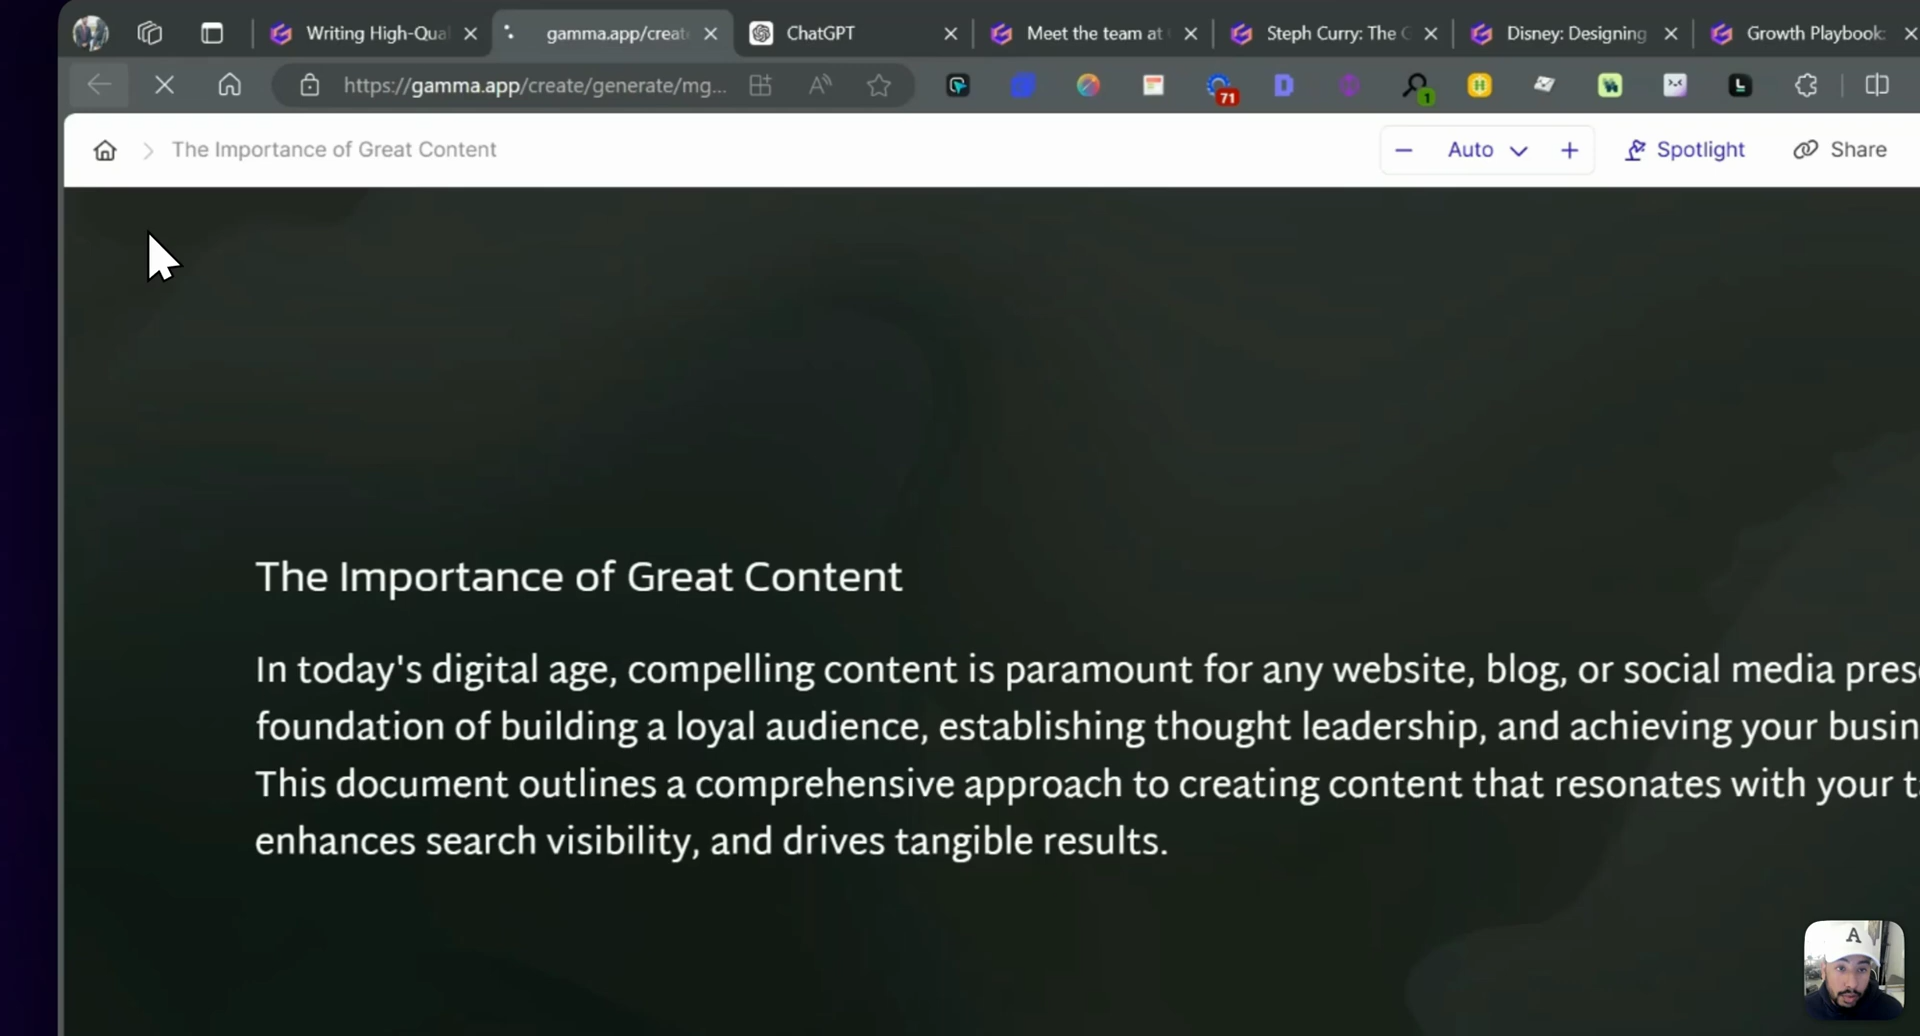 Writing High-Qual
gamma.app/create
ChatGPT
Meet the team at
Steph Curry: The G
Disney: Designing
Growth Playbook:
https://gamma.app/create/generate/mg...
71
1
The Importance of Great Content
Auto
Spotlight
Share
The Importance of Great Content
In today's digital age, compelling content is paramount for any website, blog, or social media pres
foundation of building a loyal audience, establishing thought leadership, and achieving your busin
This document outlines a comprehensive approach to creating content that resonates with your t
enhances search visibility, and drives tangible results.
A